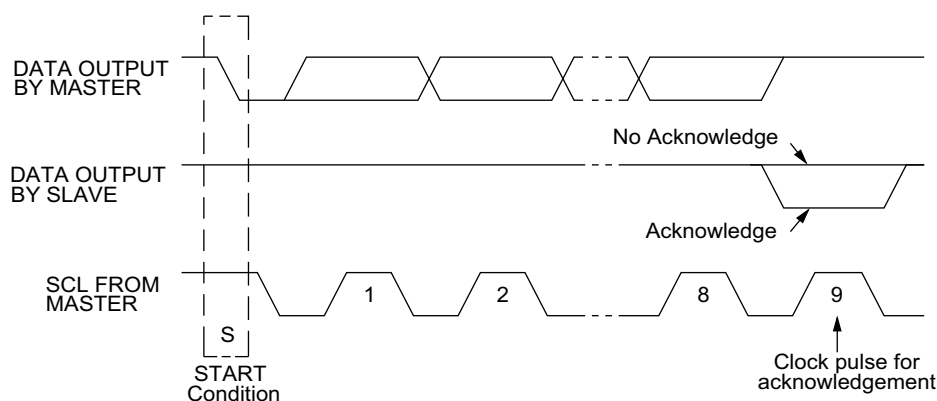 DATA OUTPUT
BY MASTER
No Acknowledge
DATA OUTPUT
BY SLAVE
Acknowledge
SCL FROM
MASTER
1
2
8
9
S
START
Condition
Clock pulse for
acknowledgement